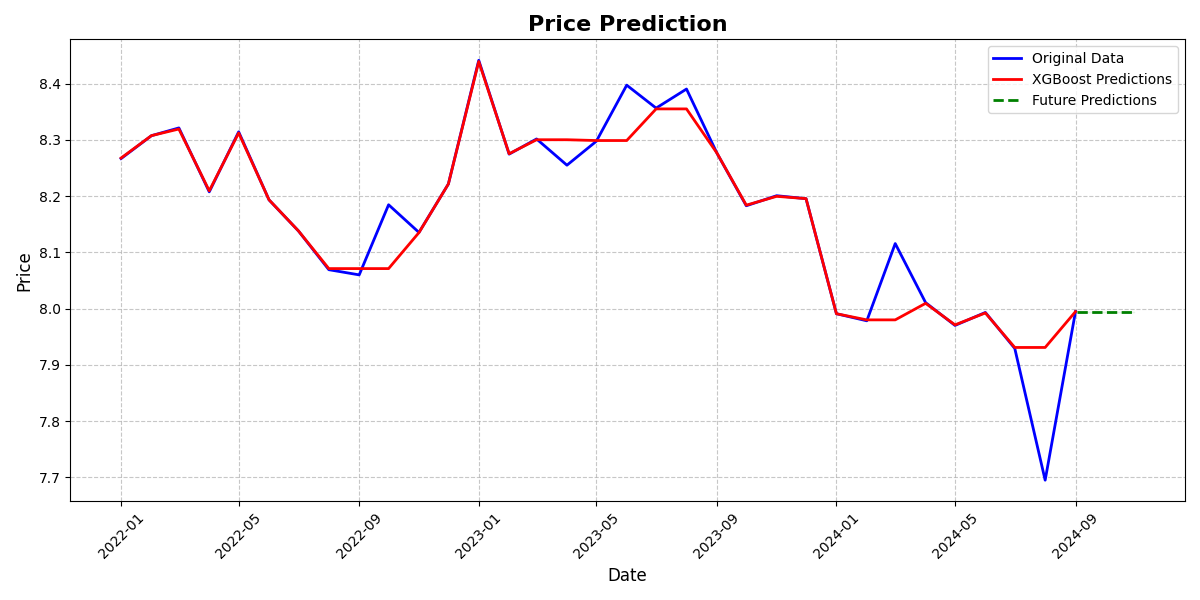 Price Prediction
Original Data
XGBoost Predictions
Future Predictions
Price
8.4
8.3
8.2
8.1
8.0
7.9
7.8
7.7
2022-01
2022-05
2022-09
2023-01
2023-05
2023-09
2024-01
2024-05
2024-09
Date